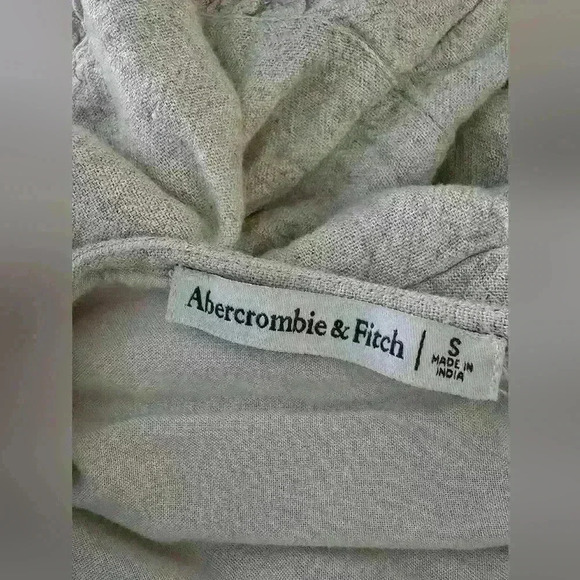 Abercrombie & Fitch
S
MADE IN
INDIA